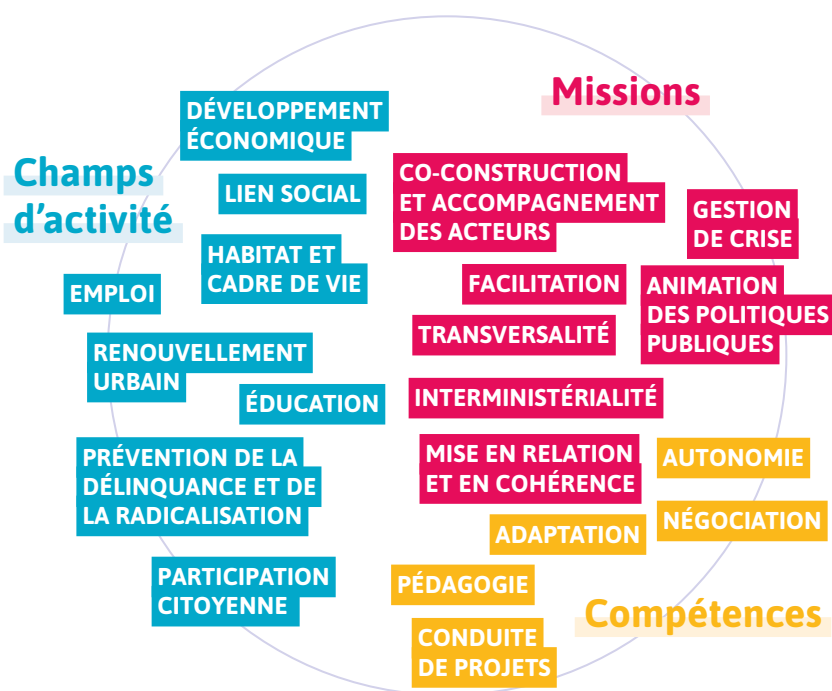 Missions
CO-CONSTRUCTION
ET ACCOMPAGNEMENT
DES ACTEURS
GESTION
DE CRISE
FACILITATION
ANIMATION
DES POLITIQUES
PUBLIQUES
TRANSVERSALITÉ
INTERMINISTÉRIALITÉ
MISE EN RELATION
ET EN COHÉRENCE
Champs
d'activité
DÉVELOPPEMENT
ÉCONOMIQUE
LIEN SOCIAL
HABITAT ET
CADRE DE VIE
EMPLOI
RENOUVELLEMENT
URBAIN
ÉDUCATION
PRÉVENTION DE LA
DÉLINQUANCE ET DE
LA RADICALISATION
PARTICIPATION
CITOYENNE
AUTONOMIE
NÉGOCIATION
ADAPTATION
PÉDAGOGIE
Compétences
CONDUITE
DE PROJETS